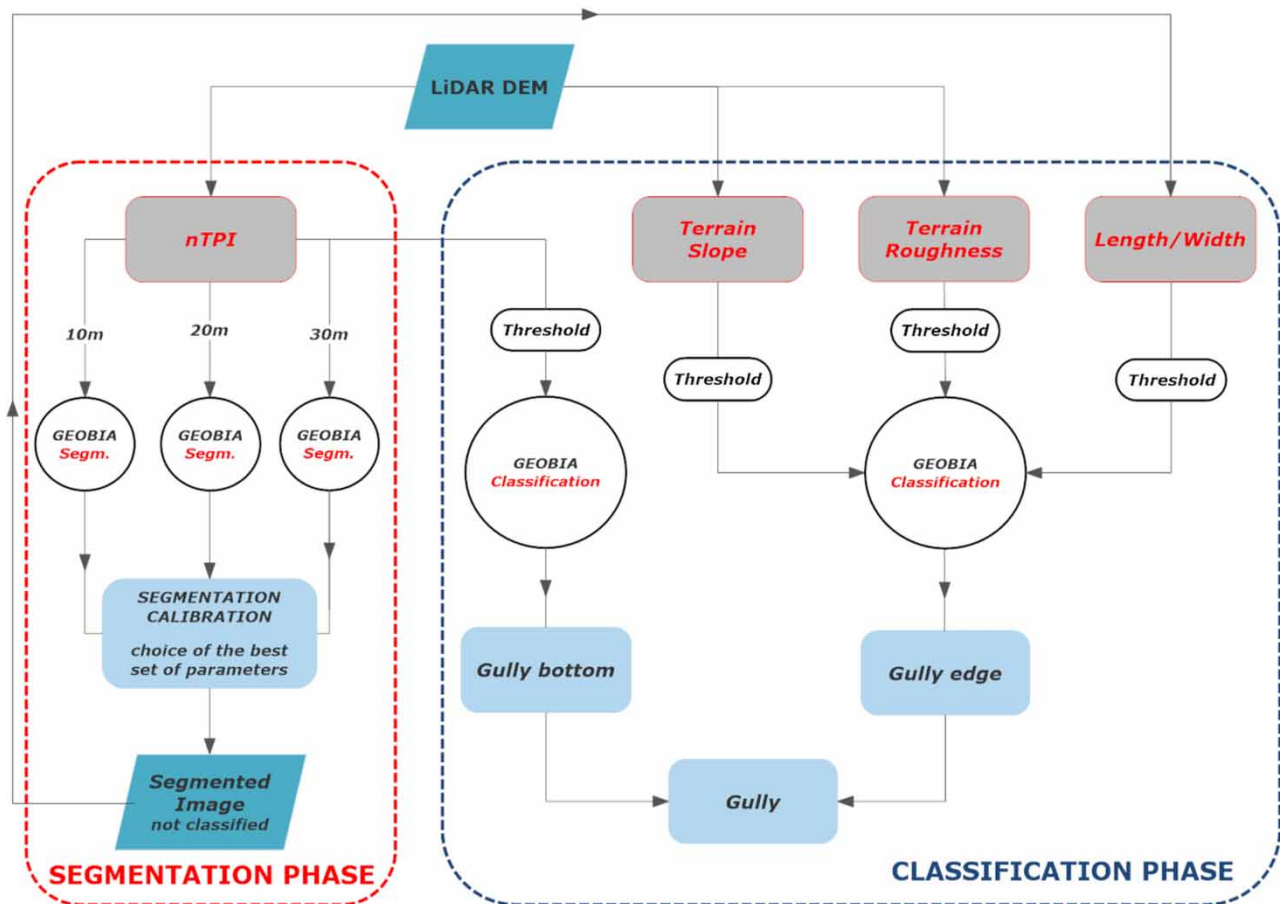 LiDAR DEM
nTPI
Terrain
Slope
Terrain
Roughness
Length/Width
10m
20m
30m
Threshold
Threshold
Threshold
Threshold
GEOBIA
Segm.
GEOBIA
Segm.
GEOBIA
Segm.
GEOBIA
Classification
GEOBIA
Classification
SEGMENTATION
CALIBRATION
choice of the best
set of parameters
Gully bottom
Gully edge
Segmented
Image
not classified
Gully
SEGMENTATION PHASE
CLASSIFICATION PHASE